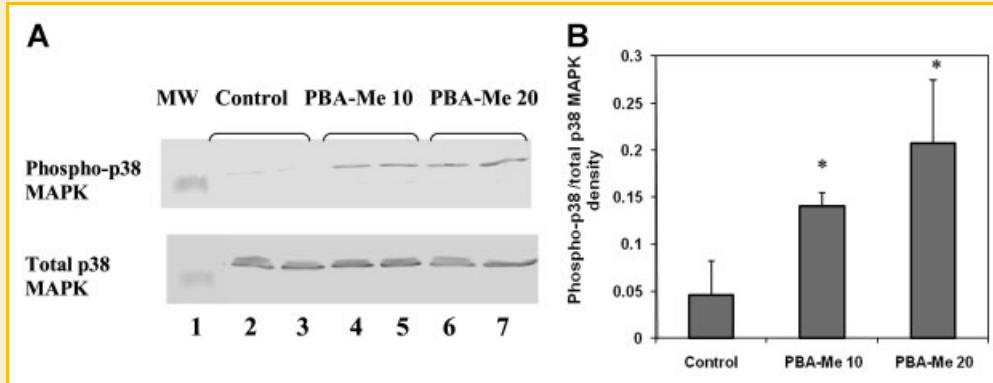 A
MW Control PBA-Me 10 PBA-Me 20
Phospho-p38
MAPK
Total p38
MAPK
1 2 3 4 5 6 7
B
Phospho-p38 /total p38 MAPK
density
0.3
0.25
0.2
0.15
0.1
0.05
0
*
*
Control PBA-Me 10 PBA-Me 20